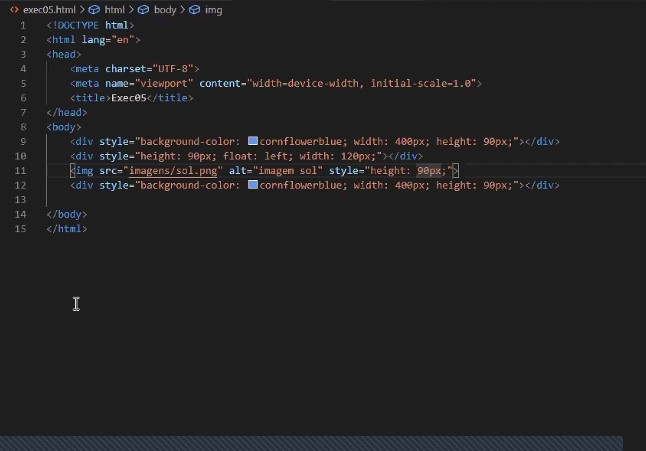 exec05.html > html > body > img
1 <!DOCTYPE html>
2 <html lang="en">
3 <head>
4 <meta charset="UTF-8">
5 <meta name="viewport" content="width=device-width, initial-scale=1.0">
6 <title>Exec05</title>
7 </head>
8 <body>
9 <div style="background-color: cornflowerblue; width: 400px; height: 90px;"></div>
10 <div style="height: 90px; float: left; width: 120px;"></div>
11 <img src="imagens/sol.png" alt="imagem sol" style="height: 90px;">
12 <div style="background-color: cornflowerblue; width: 400px; height: 90px;"></div>
13
14 </body>
15 </html>